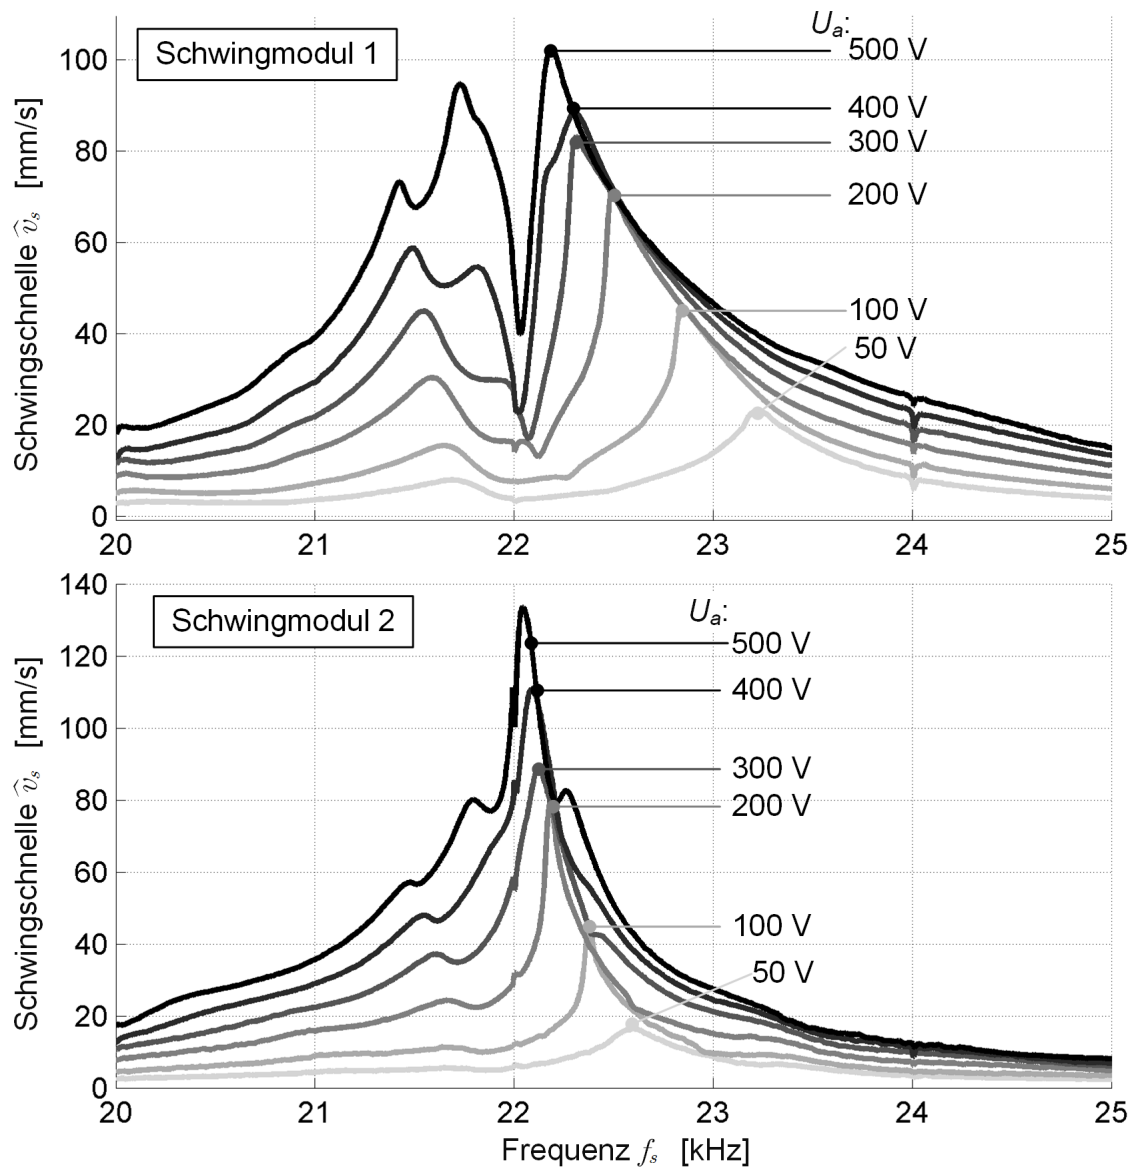 Schwingmodul 1
U_a:
500 V
400 V
300 V
200 V
100 V
50 V
Schwingschnelle v̂_s [mm/s]
100
80
60
40
20
0
20 21 22 23 24 25
Schwingmodul 2
U_a:
500 V
400 V
300 V
200 V
100 V
50 V
Schwingschnelle v̂_s [mm/s]
140
120
100
80
60
40
20
0
20 21 22 23 24 25
Frequenz f_s [kHz]